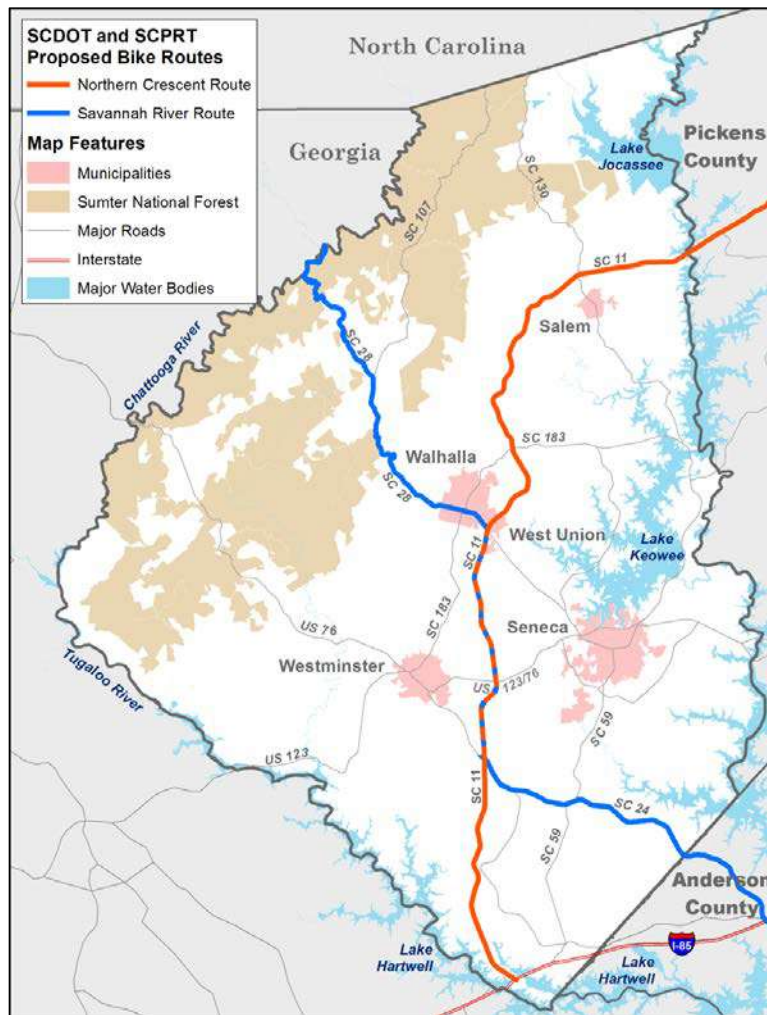 SCDOT and SCPRT
Proposed Bike Routes
Northern Crescent Route
Savannah River Route
Map Features
Municipalities
Sumter National Forest
Major Roads
Interstate
Major Water Bodies
North Carolina
Georgia
Pickens
County
Lake
Jocassee
SC 130
SC 107
SC 11
Salem
SC 28
Chattooga River
SC 183
Walhalla
SC 28
West Union
SC 11
Lake
Keowee
SC 183
Seneca
US 76
Westminster
US 123/76
Tugaloo River
SC 59
US 123
SC 11
SC 24
SC 59
Anderson
County
I-85
Lake
Hartwell
Lake
Hartwell